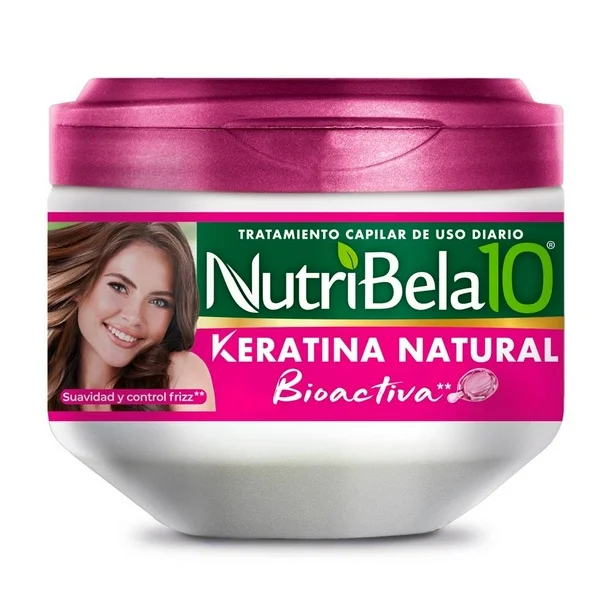 TRATAMIENTO CAPILAR DE USO DIARIO
NutriBela10®
KERATINA NATURAL
Bioactiva**
Suavidad y control frizz**